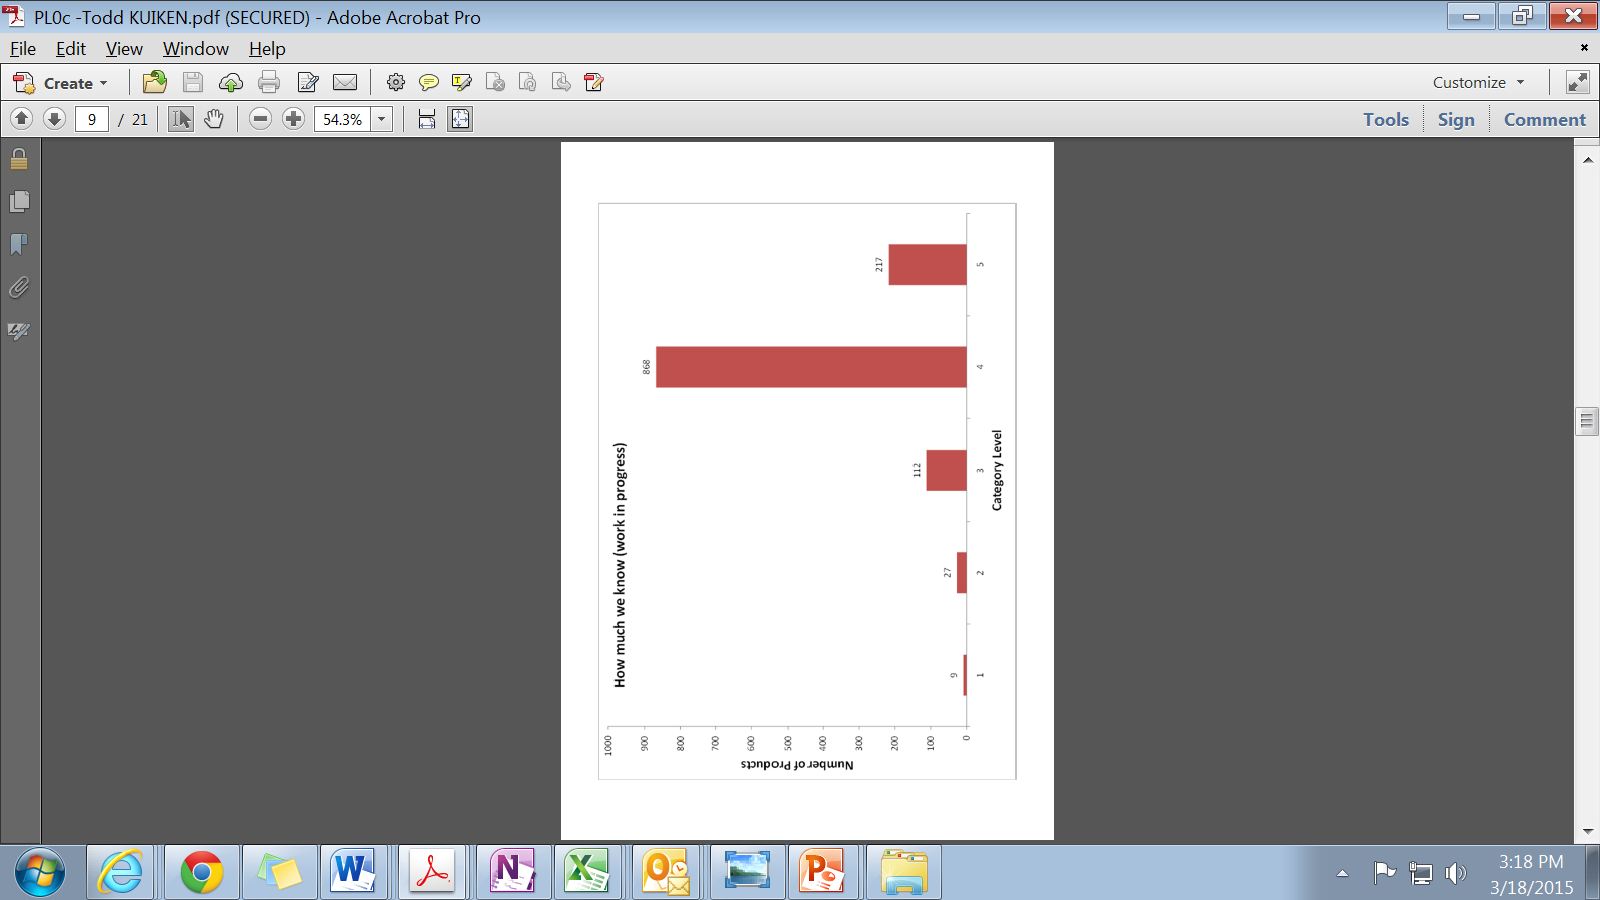 PL0c -Todd KUIKEN.pdf (SECURED) - Adobe Acrobat Pro
File Edit View Window Help
Create Customize
9 / 21 54.3% Tools Sign Comment
How much we know (work in progress)
Number of Products
1000
900
800
700
600
500
400
300
200
100
0
9
27
112
868
217
1
2
3
4
5
Category Level
3:18 PM
3/18/2015